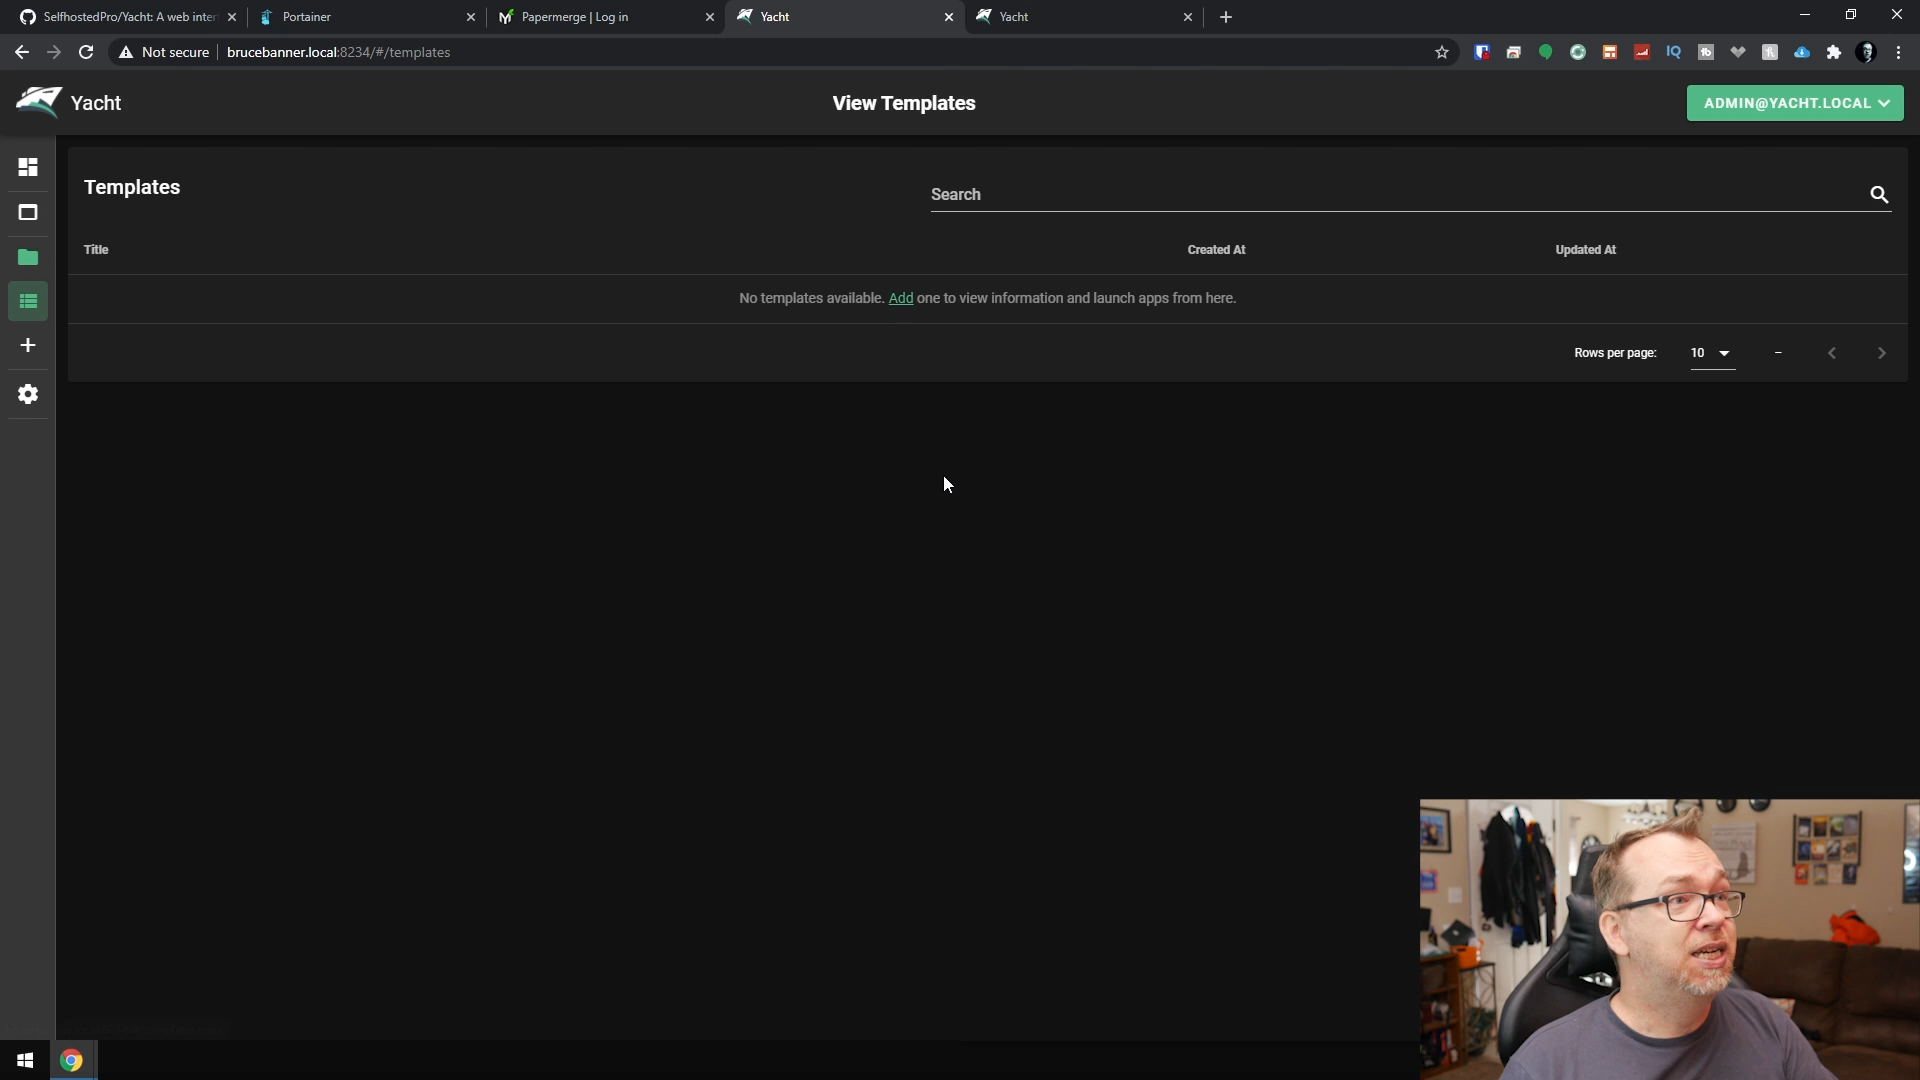 SelfhostedPro/Yacht: A web inter
Portainer
Papermerge | Log in
Yacht
Yacht
Not secure
brucebanner.local:8234/#/templates
Yacht
View Templates
ADMIN@YACHT.LOCAL
Templates
Search
Title
Created At
Updated At
No templates available. Add one to view information and launch apps from here.
Rows per page:
10
–